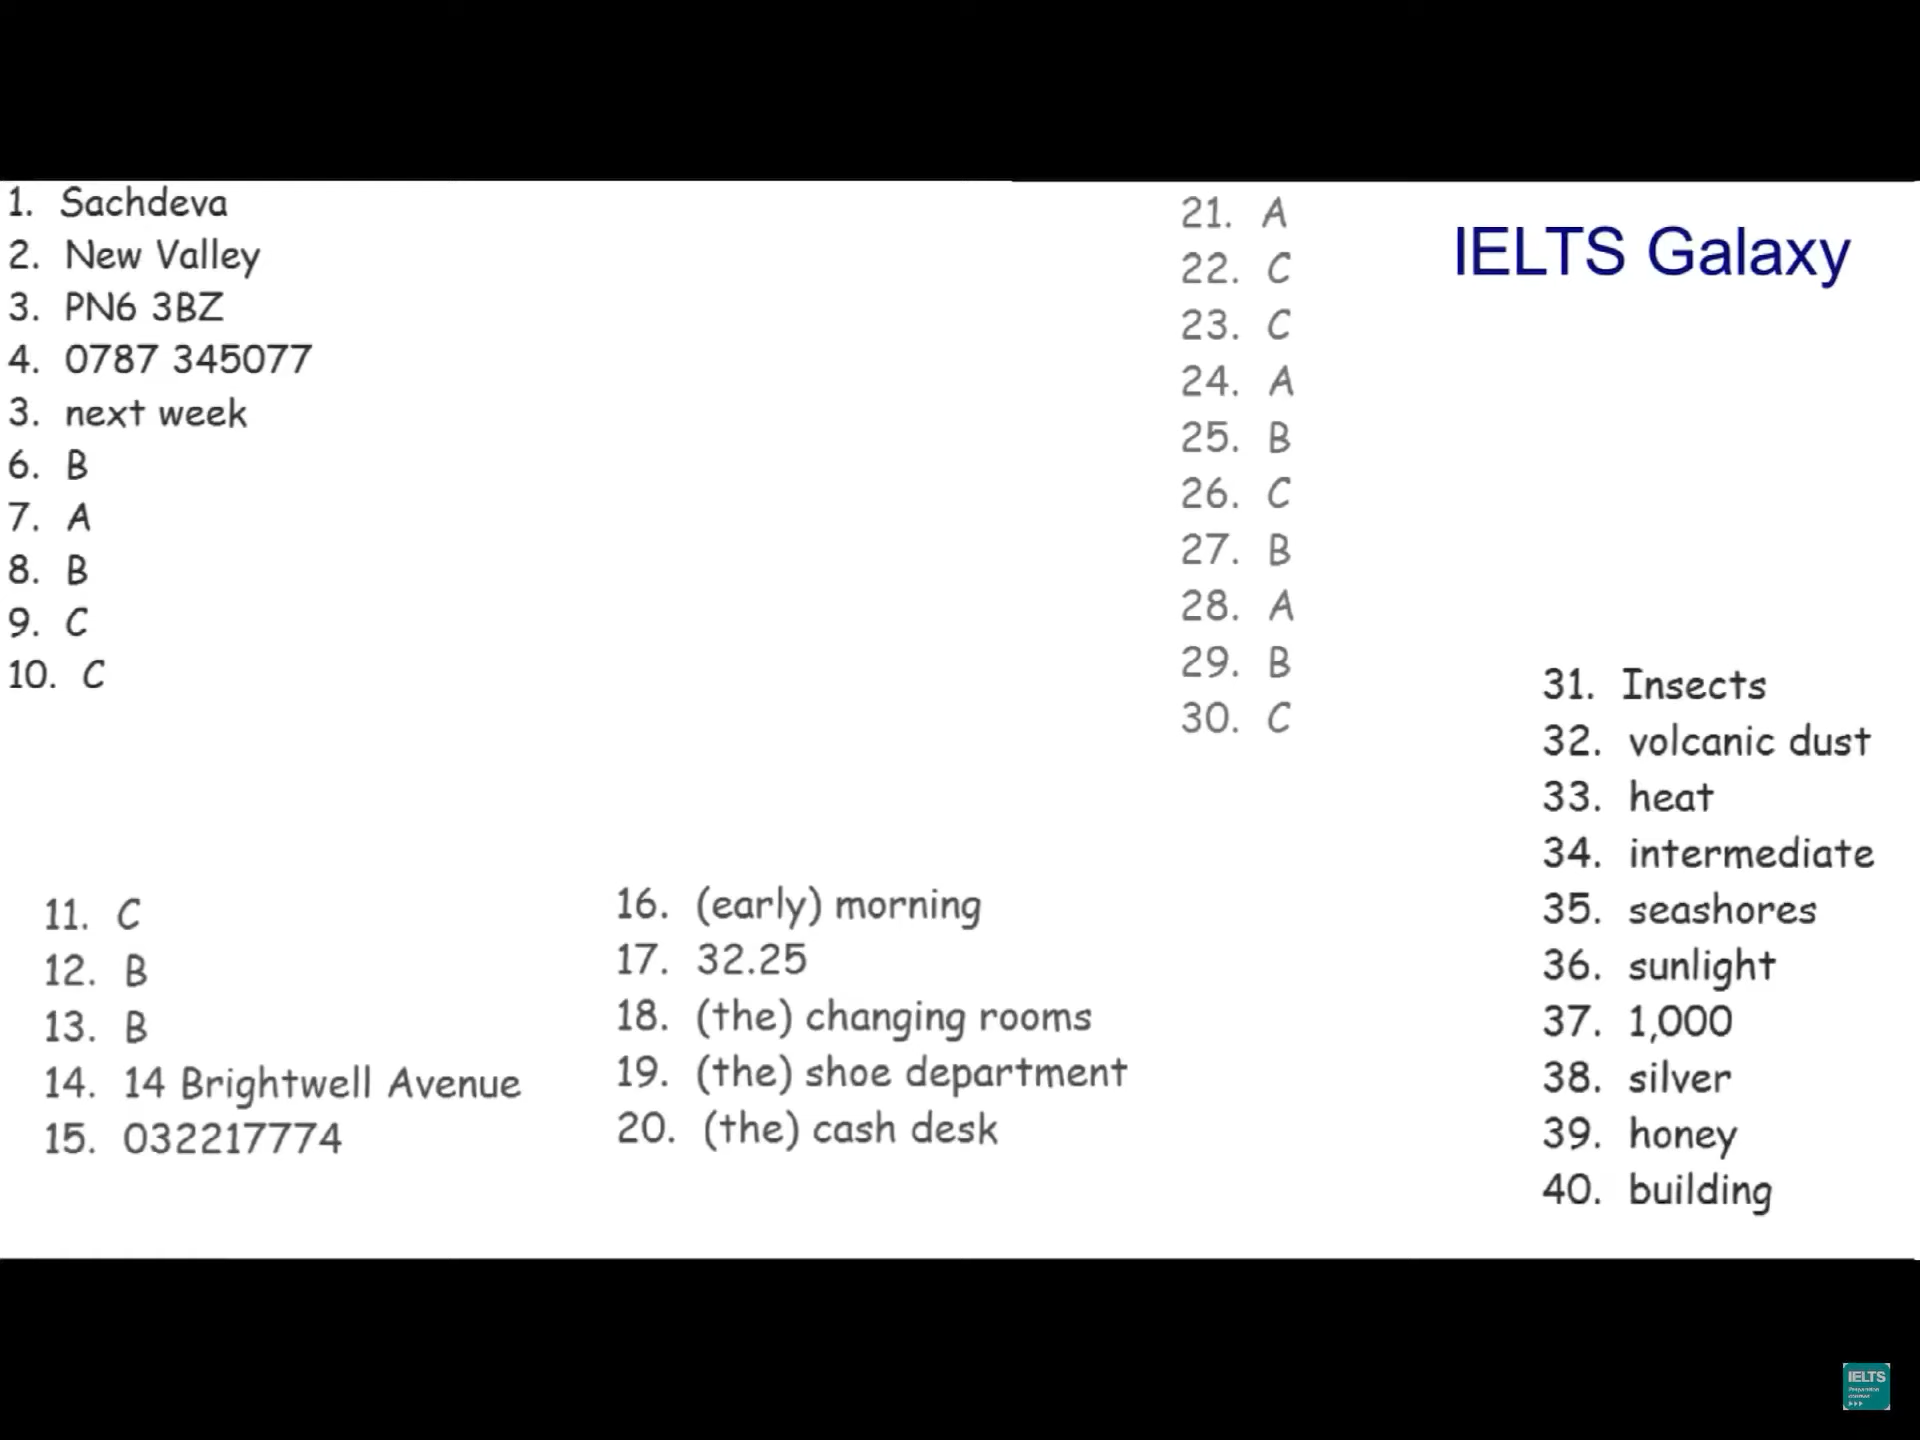 1. Sachdeva
2. New Valley
3. PN6 3BZ
4. 0787 345077
3. next week
6. B
7. A
8. B
9. C
10. C
11. C
12. B
13. B
14. 14 Brightwell Avenue
15. 032217774
16. (early) morning
17. 32.25
18. (the) changing rooms
19. (the) shoe department
20. (the) cash desk
21. A
22. C
23. C
24. A
25. B
26. C
27. B
28. A
29. B
30. C
IELTS Galaxy
31. Insects
32. volcanic dust
33. heat
34. intermediate
35. seashores
36. sunlight
37. 1,000
38. silver
39. honey
40. building
IELTS
Preparation